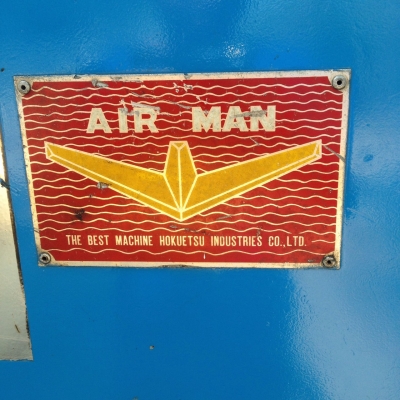 AIR MAN
THE BEST MACHINE HOKUETSU INDUSTRIES CO.,LTD.